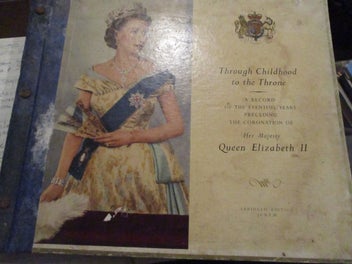 Through Childhood
to the Throne
A RECORD
OF THE EVENTFUL YEARS
PRECEDING
THE CORONATION OF
Her Majesty
Queen Elizabeth II
EDITION